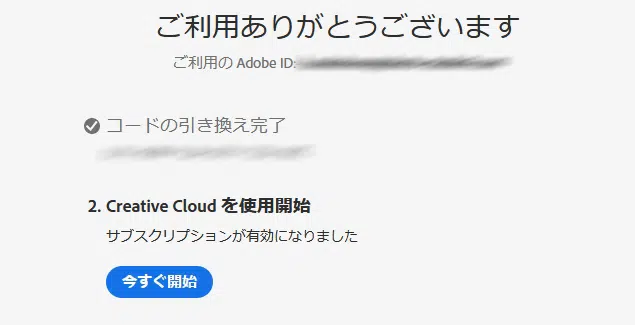 ご利用ありがとうございます
ご利用の Adobe ID:
コードの引き換え完了
2. Creative Cloud を使用開始
サブスクリプションが有効になりました
今すぐ開始